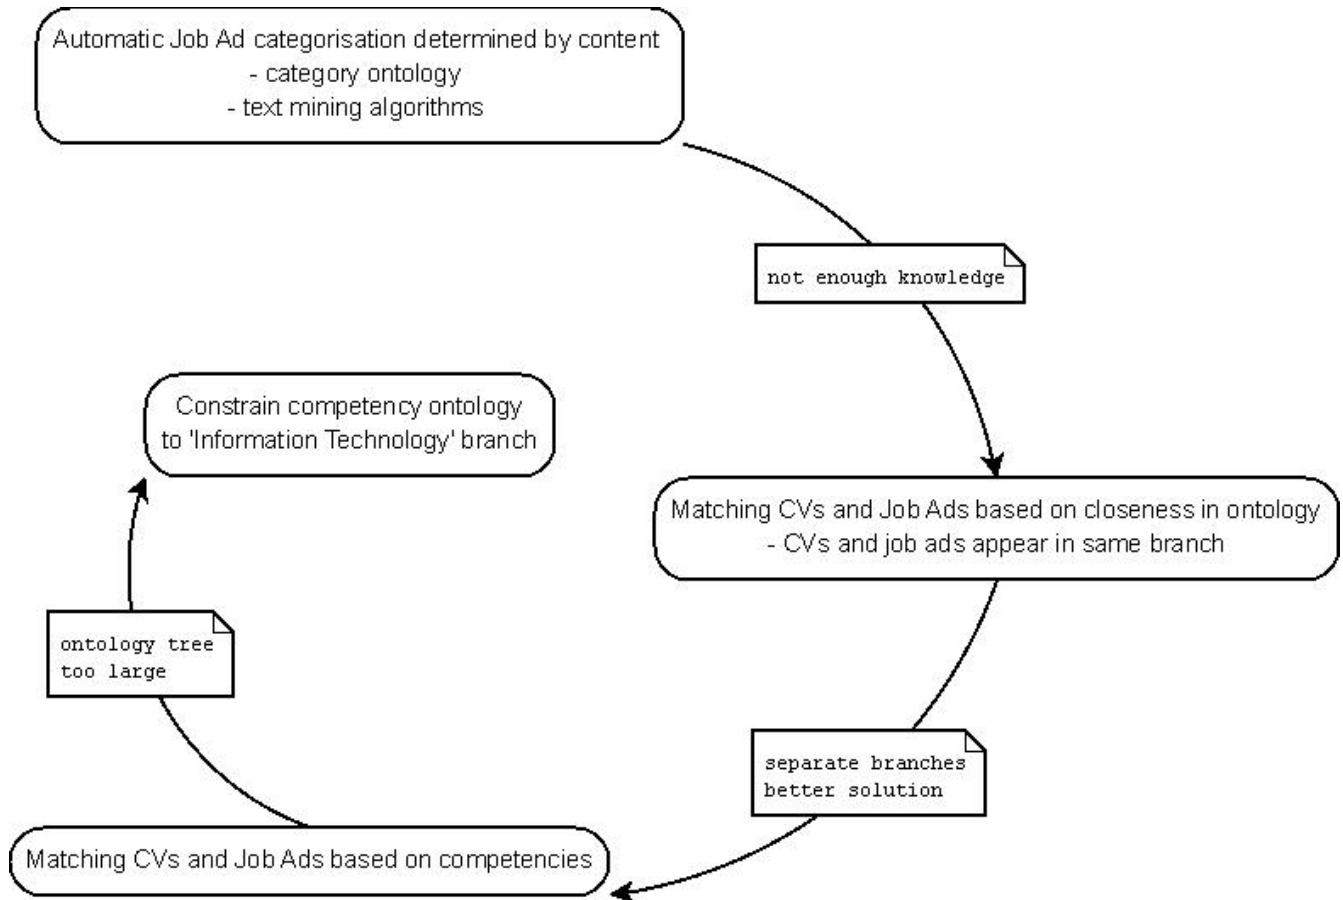 Automatic Job Ad categorisation determined by content
- category ontology
- text mining algorithms
not enough knowledge
Constrain competency ontology
to 'Information Technology' branch
Matching CVs and Job Ads based on closeness in ontology
- CVs and job ads appear in same branch
ontology tree
too large
separate branches
better solution
Matching CVs and Job Ads based on competencies